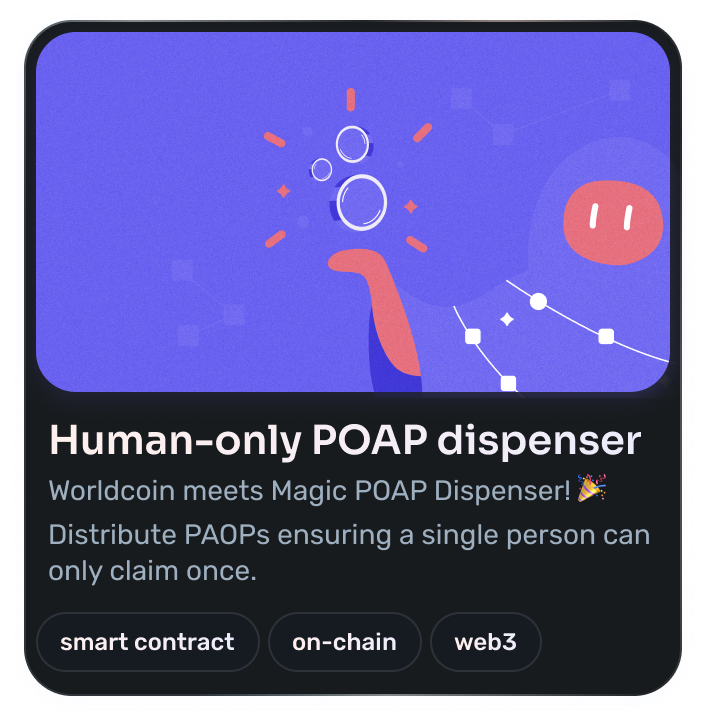 Human-only POAP dispenser
Worldcoin meets Magic POAP Dispenser! 🎉
Distribute PAOPs ensuring a single person can
only claim once.
smart contract
on-chain
web3